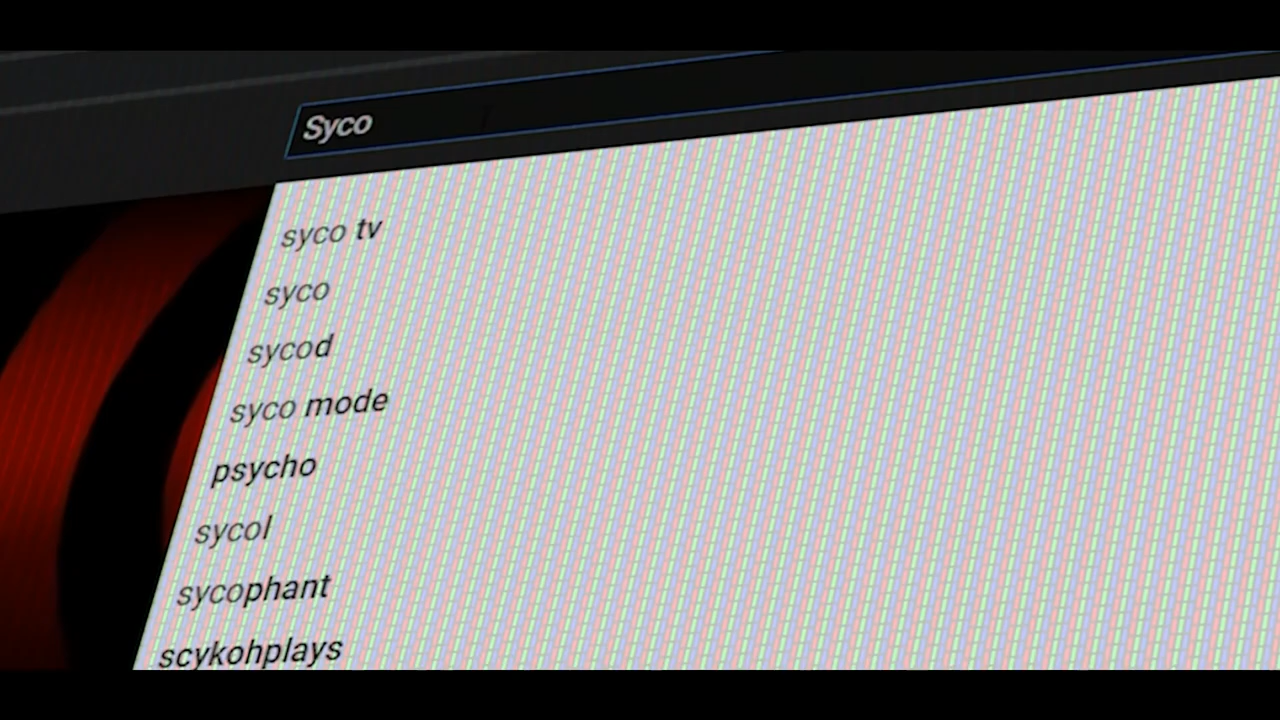 Syco
syco tv
syco
sycod
syco mode
psycho
sycol
sycophant
scykohplays